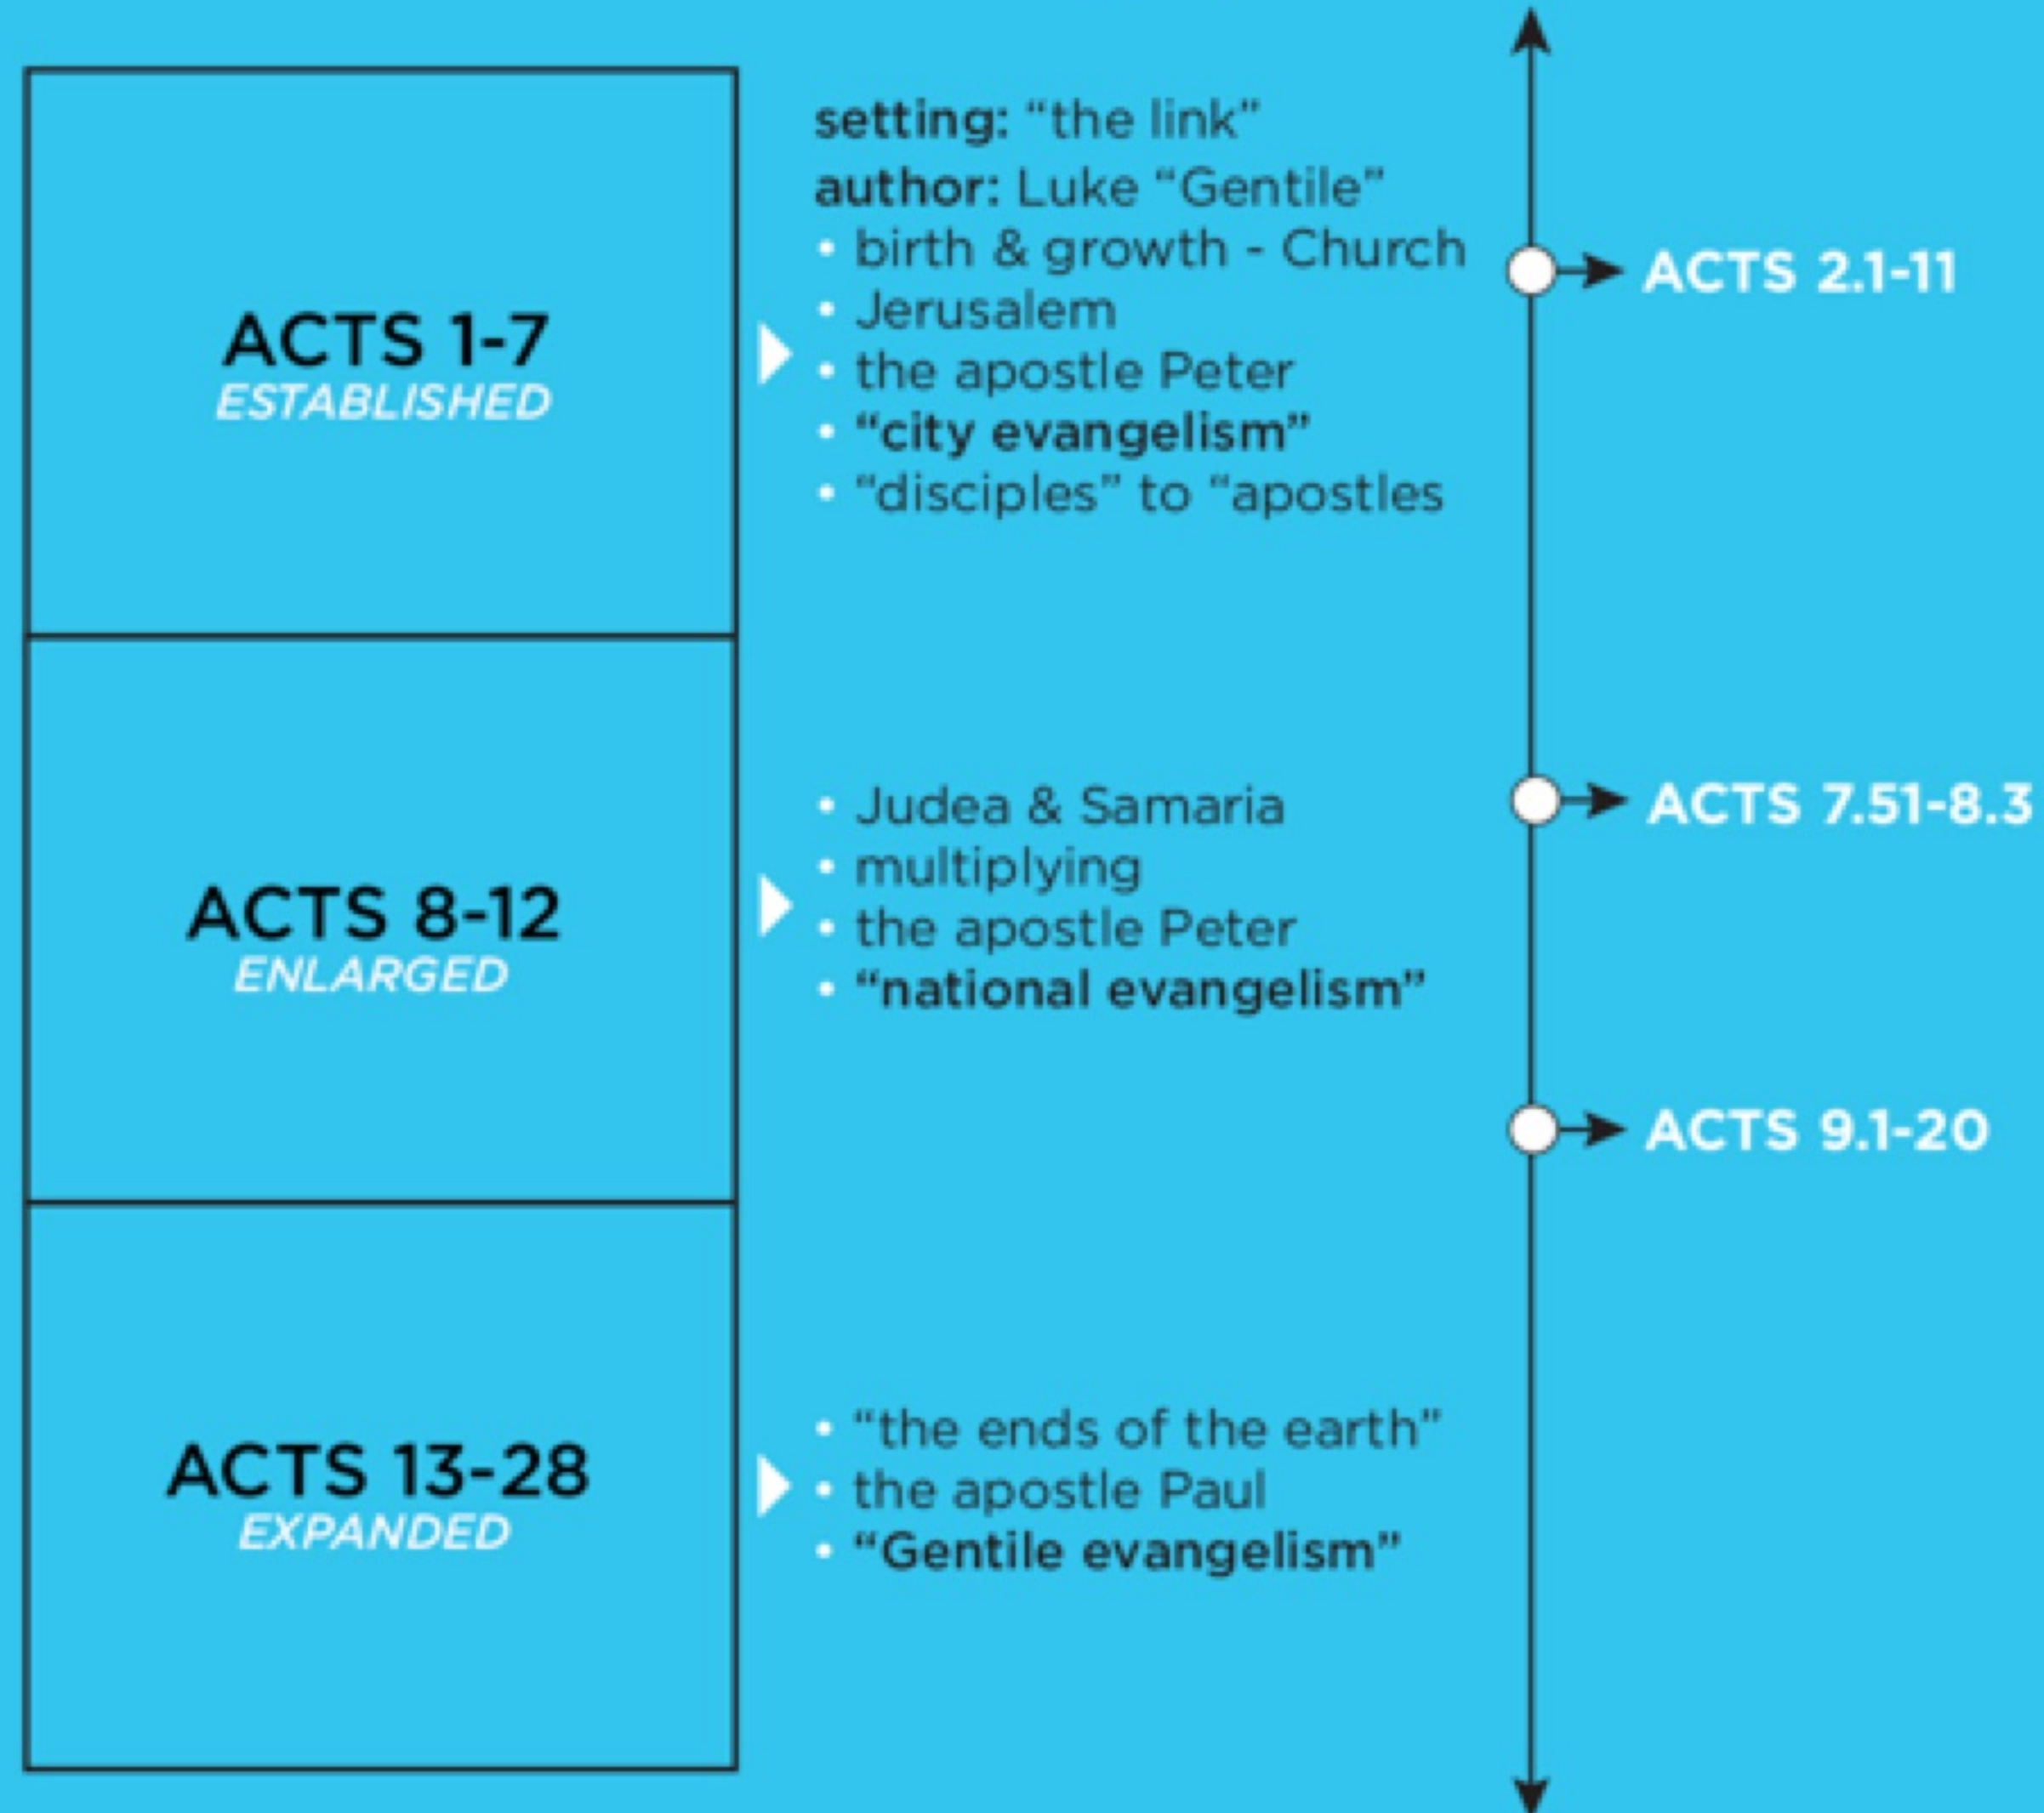 ACTS 1-7
ESTABLISHED
setting: “the link”
author: Luke “Gentile”
• birth & growth - Church
• Jerusalem
• the apostle Peter
• “city evangelism”
• “disciples” to “apostles
ACTS 2.1-11
ACTS 8-12
ENLARGED
• Judea & Samaria
• multiplying
• the apostle Peter
• “national evangelism”
ACTS 7.51-8.3
ACTS 9.1-20
ACTS 13-28
EXPANDED
• “the ends of the earth”
• the apostle Paul
• “Gentile evangelism”